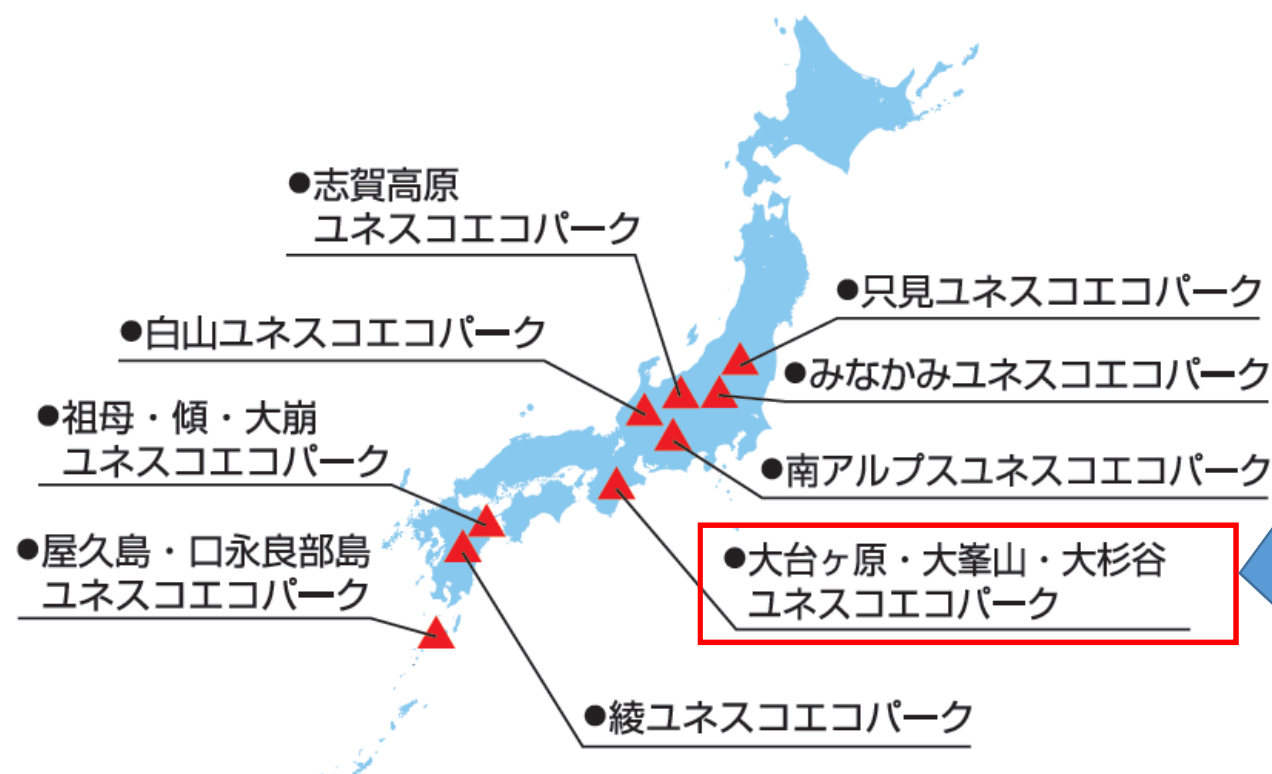 ●志賀高原
ユネスコエコパーク
●只見ユネスコエコパーク
●白山ユネスコエコパーク
●みなかみユネスコエコパーク
●祖母・傾・大崩
ユネスコエコパーク
●南アルプスユネスコエコパーク
●屋久島・口永良部島
ユネスコエコパーク
●大台ヶ原・大峯山・大杉谷
ユネスコエコパーク
●綾ユネスコエコパーク